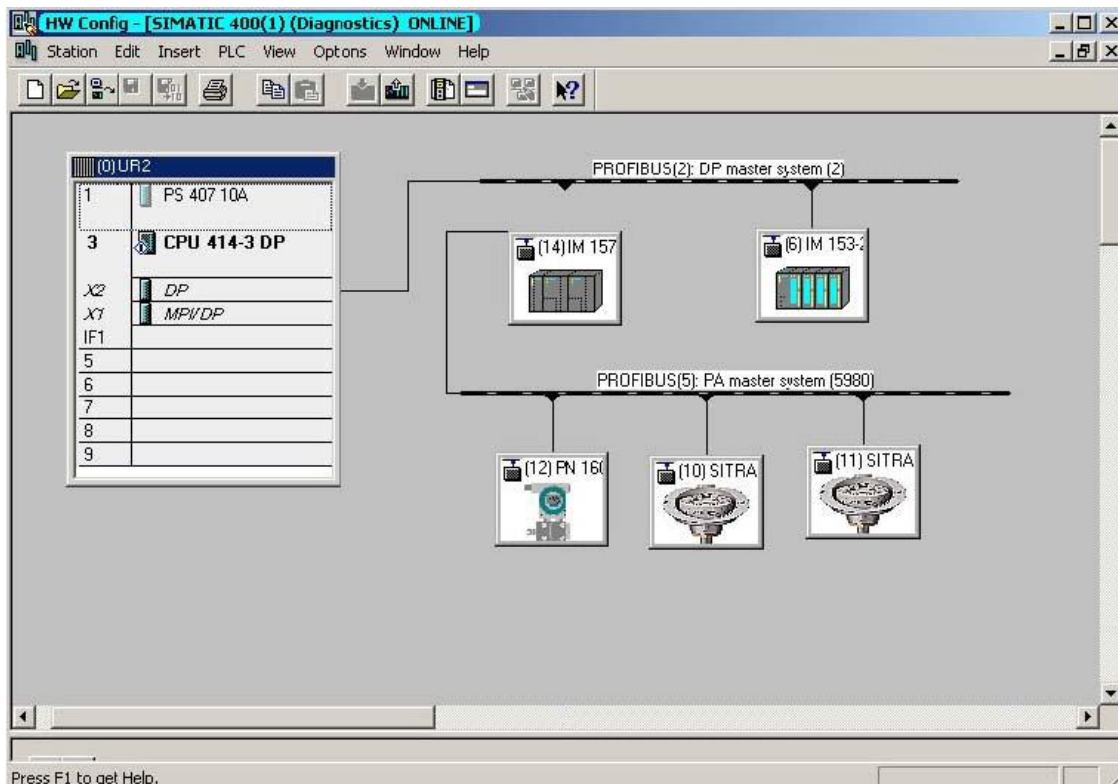 HW Config - [SIMATIC 400(1) (Diagnostics) ONLINE]
Station Edit Insert PLC View Optons Window Help
(0) UR2
1 PS 407 10A
3 CPU 414-3 DP
X2 DP
X1 MPI/DP
IF1
5
6
7
8
9
PROFIBUS(2): DP master system (2)
(14) IM 157
(6) IM 153-2
PROFIBUS(5): PA master system (5980)
(12) PN 160
(10) SITRA
(11) SITRA
Press F1 to get Help.